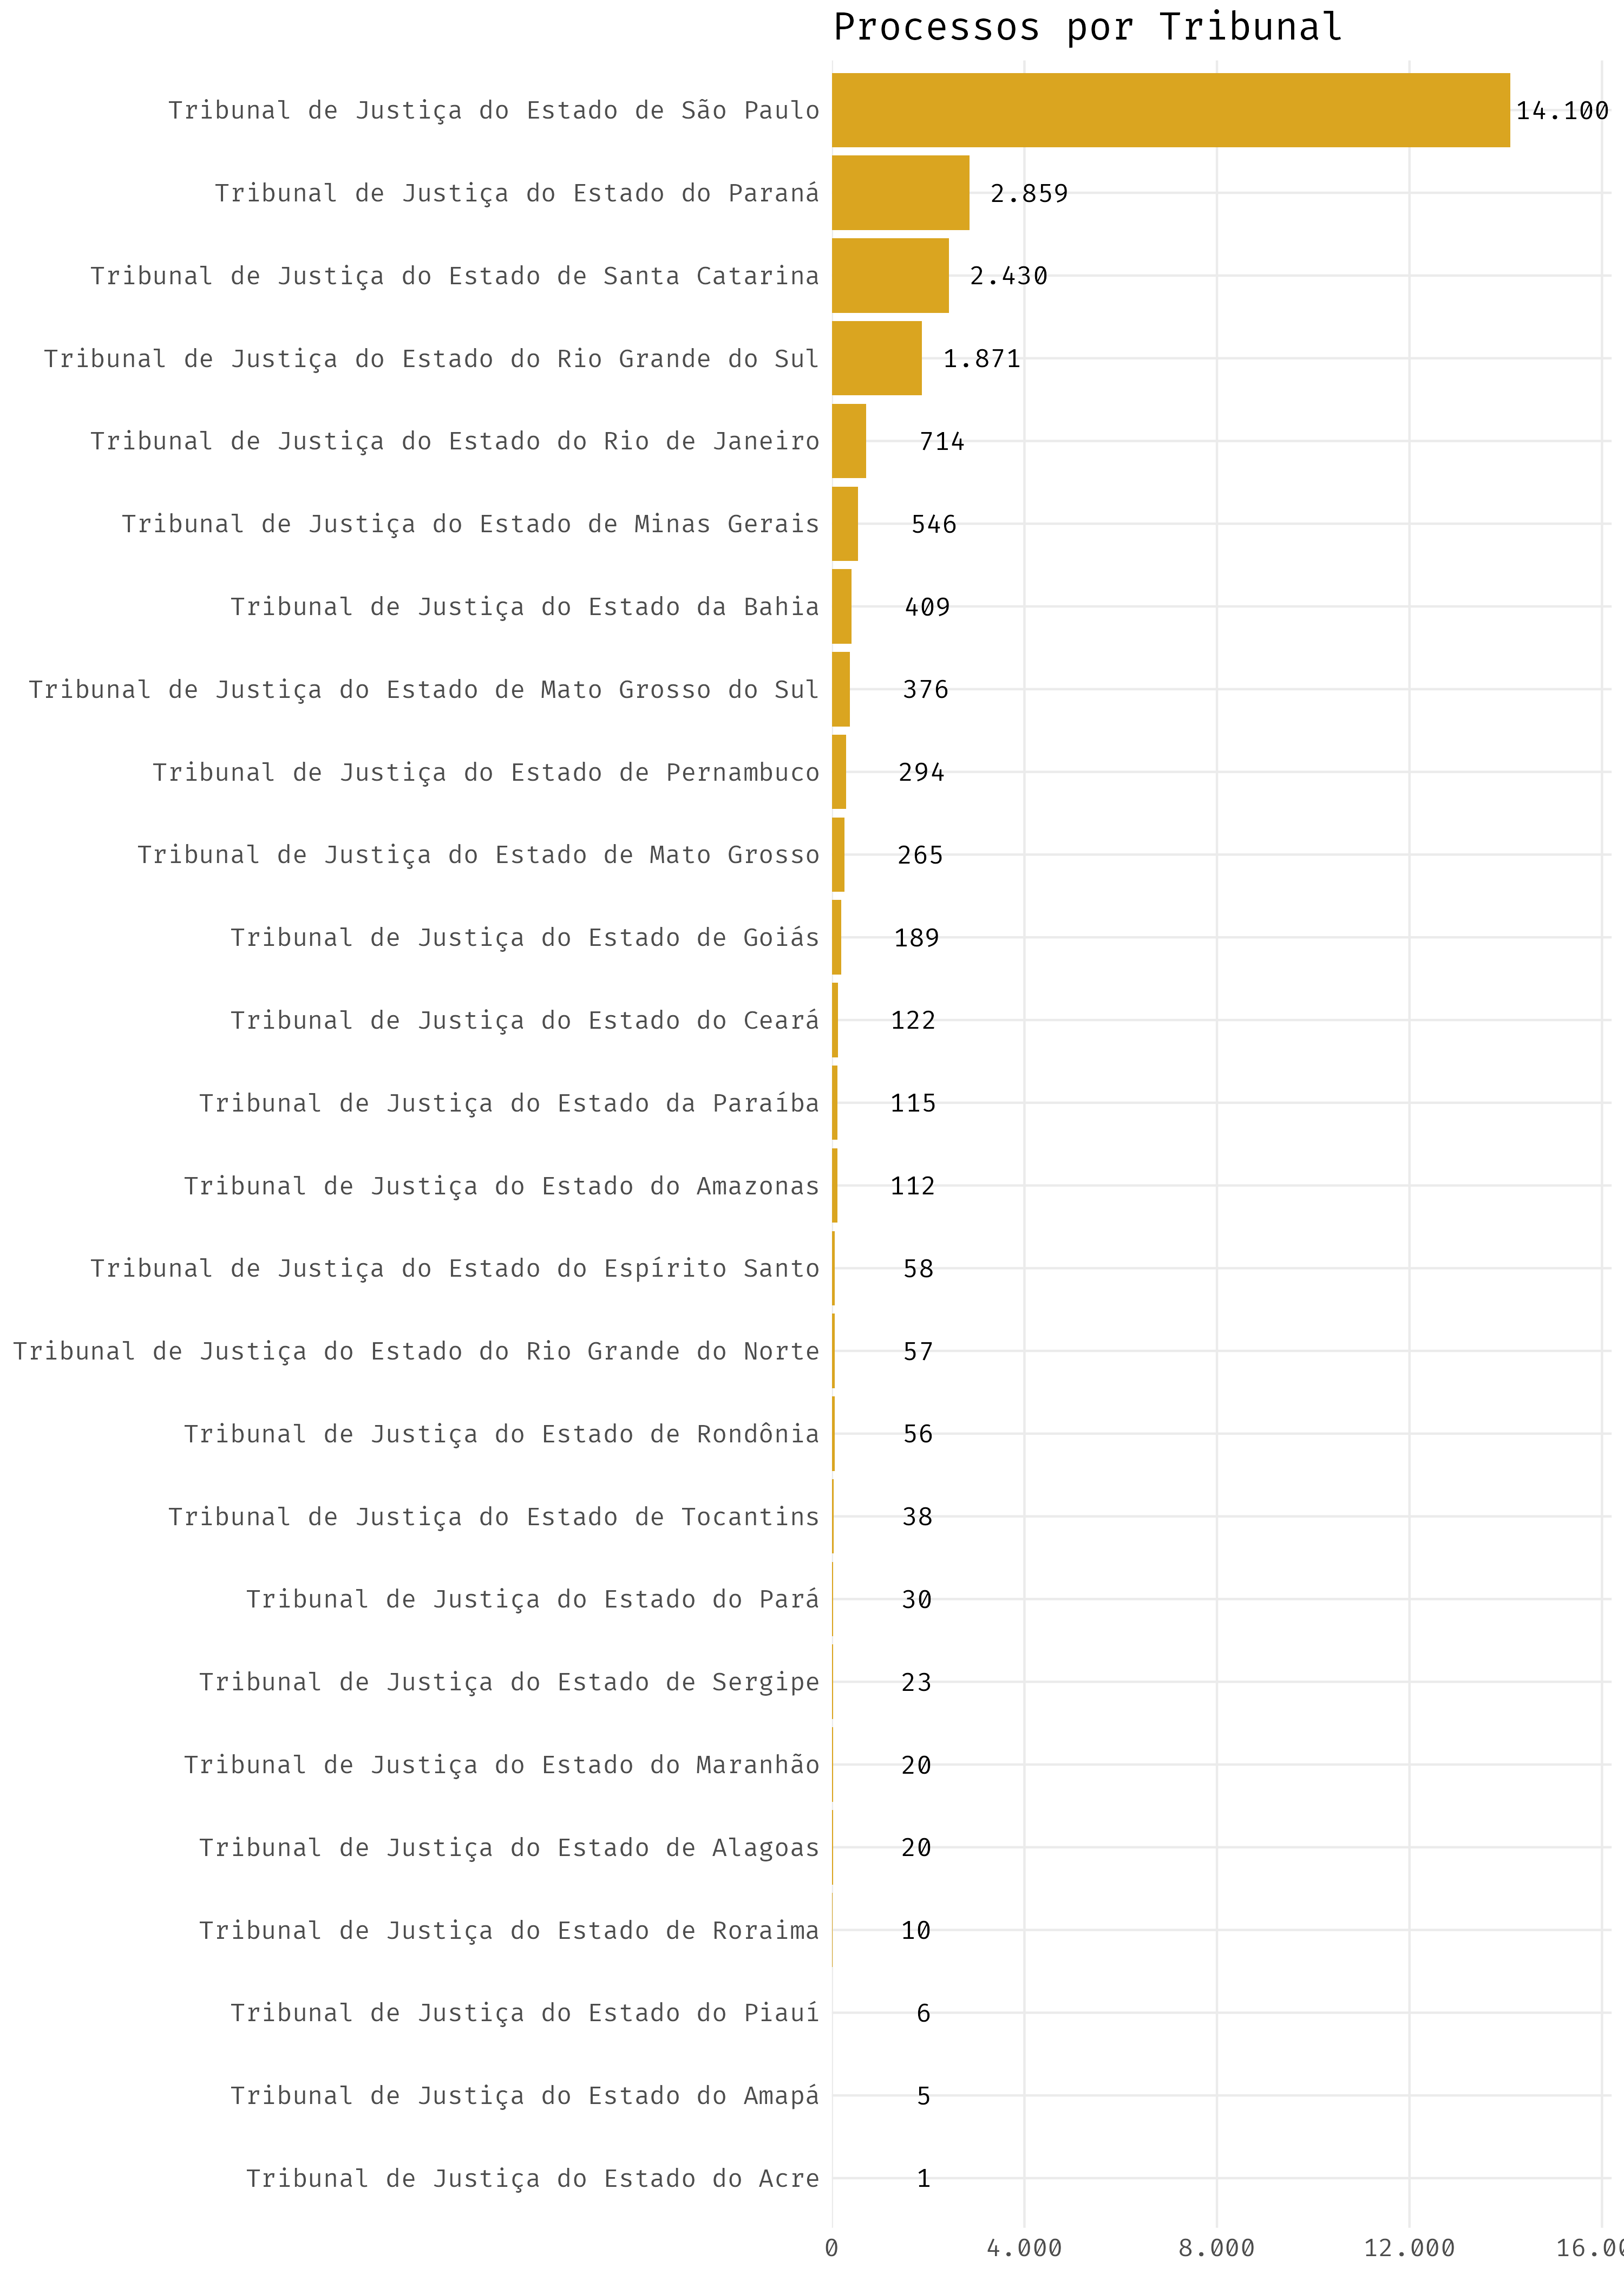 Processos por Tribunal
Tribunal de Justiça do Estado de São Paulo 14.100
Tribunal de Justiça do Estado do Paraná 2.859
Tribunal de Justiça do Estado de Santa Catarina 2.430
Tribunal de Justiça do Estado do Rio Grande do Sul 1.871
Tribunal de Justiça do Estado do Rio de Janeiro 714
Tribunal de Justiça do Estado de Minas Gerais 546
Tribunal de Justiça do Estado da Bahia 409
Tribunal de Justiça do Estado de Mato Grosso do Sul 376
Tribunal de Justiça do Estado de Pernambuco 294
Tribunal de Justiça do Estado de Mato Grosso 265
Tribunal de Justiça do Estado de Goiás 189
Tribunal de Justiça do Estado do Ceará 122
Tribunal de Justiça do Estado da Paraíba 115
Tribunal de Justiça do Estado do Amazonas 112
Tribunal de Justiça do Estado do Espírito Santo 58
Tribunal de Justiça do Estado do Rio Grande do Norte 57
Tribunal de Justiça do Estado de Rondônia 56
Tribunal de Justiça do Estado de Tocantins 38
Tribunal de Justiça do Estado do Pará 30
Tribunal de Justiça do Estado de Sergipe 23
Tribunal de Justiça do Estado do Maranhão 20
Tribunal de Justiça do Estado de Alagoas 20
Tribunal de Justiça do Estado de Roraima 10
Tribunal de Justiça do Estado do Piauí 6
Tribunal de Justiça do Estado do Amapá 5
Tribunal de Justiça do Estado do Acre 1
0 4.000 8.000 12.000